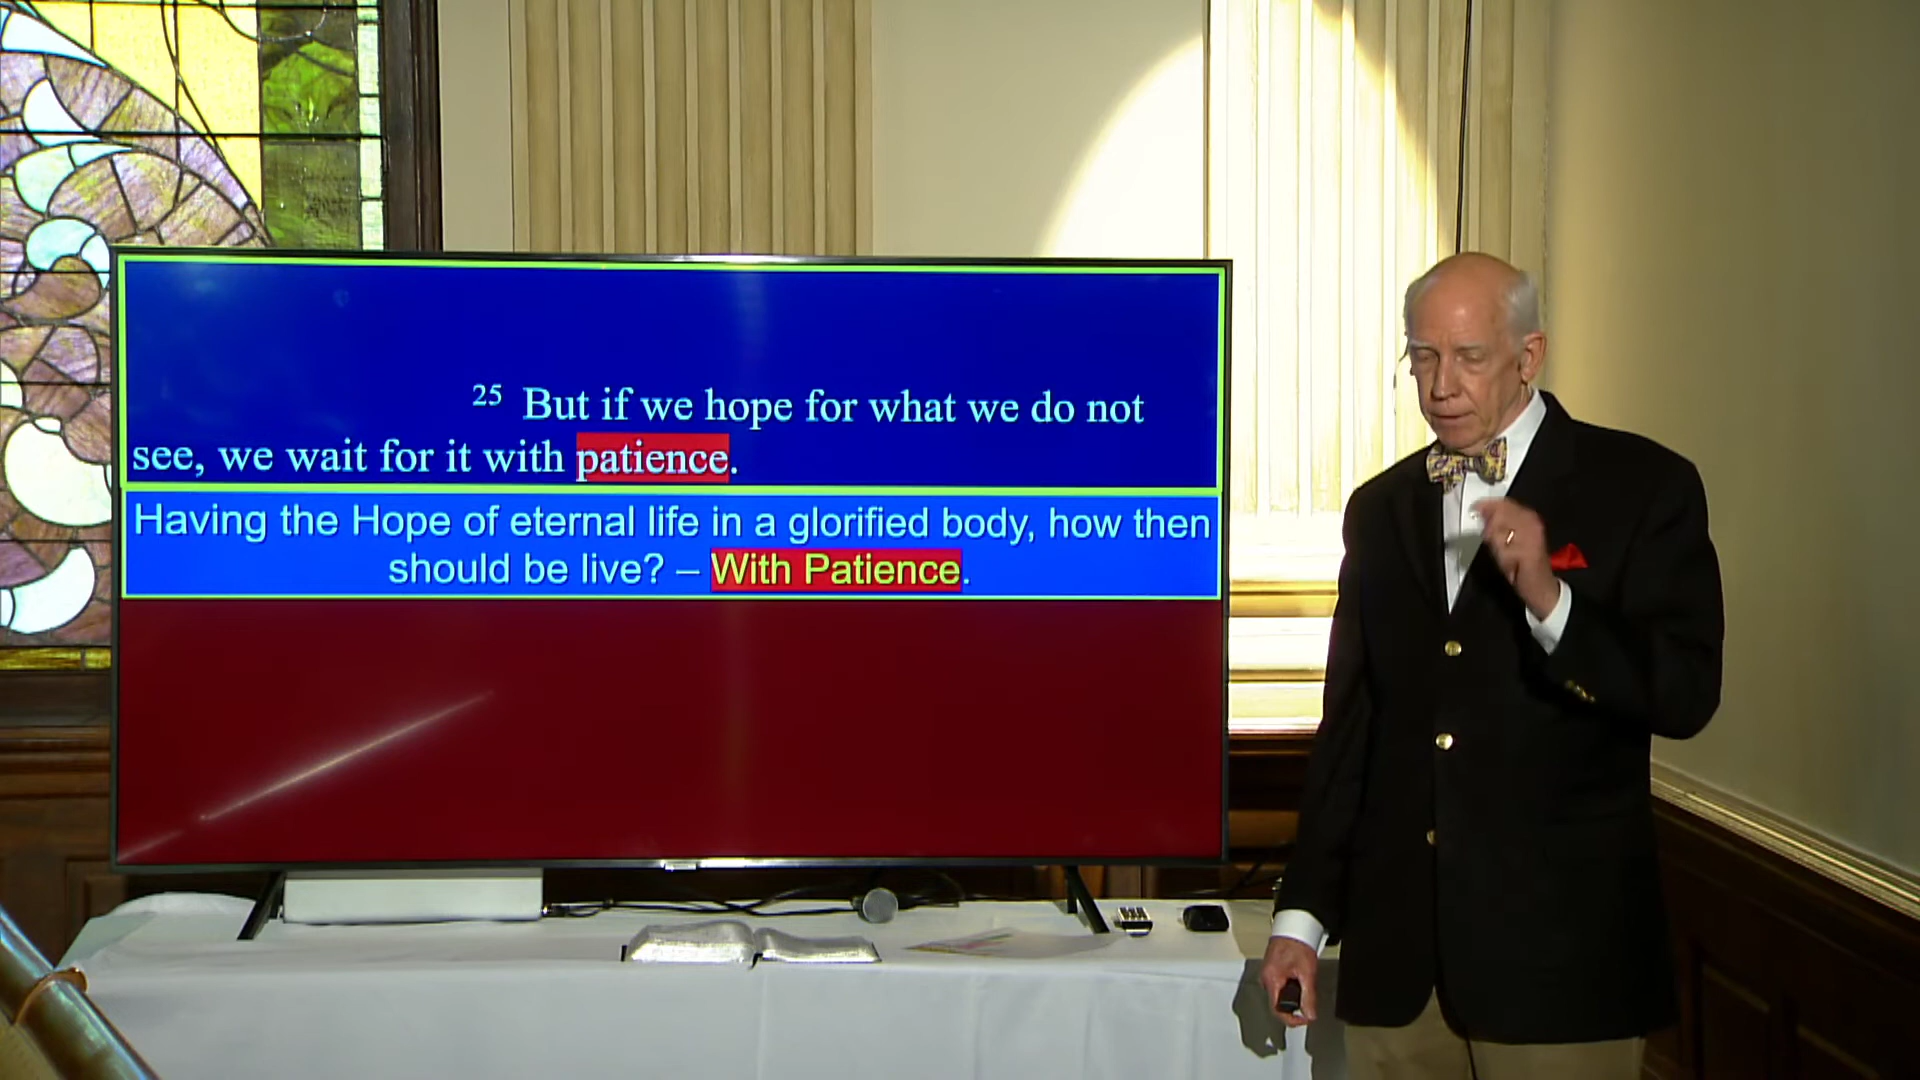 25 But if we hope for what we do not
see, we wait for it with patience.
Having the Hope of eternal life in a glorified body, how then
should be live? – With Patience.